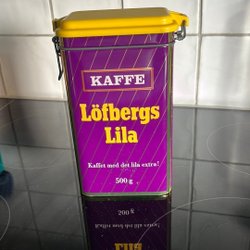 KAFFE
Löfbergs
Lila
Kaffet med det lila extra!
500 g